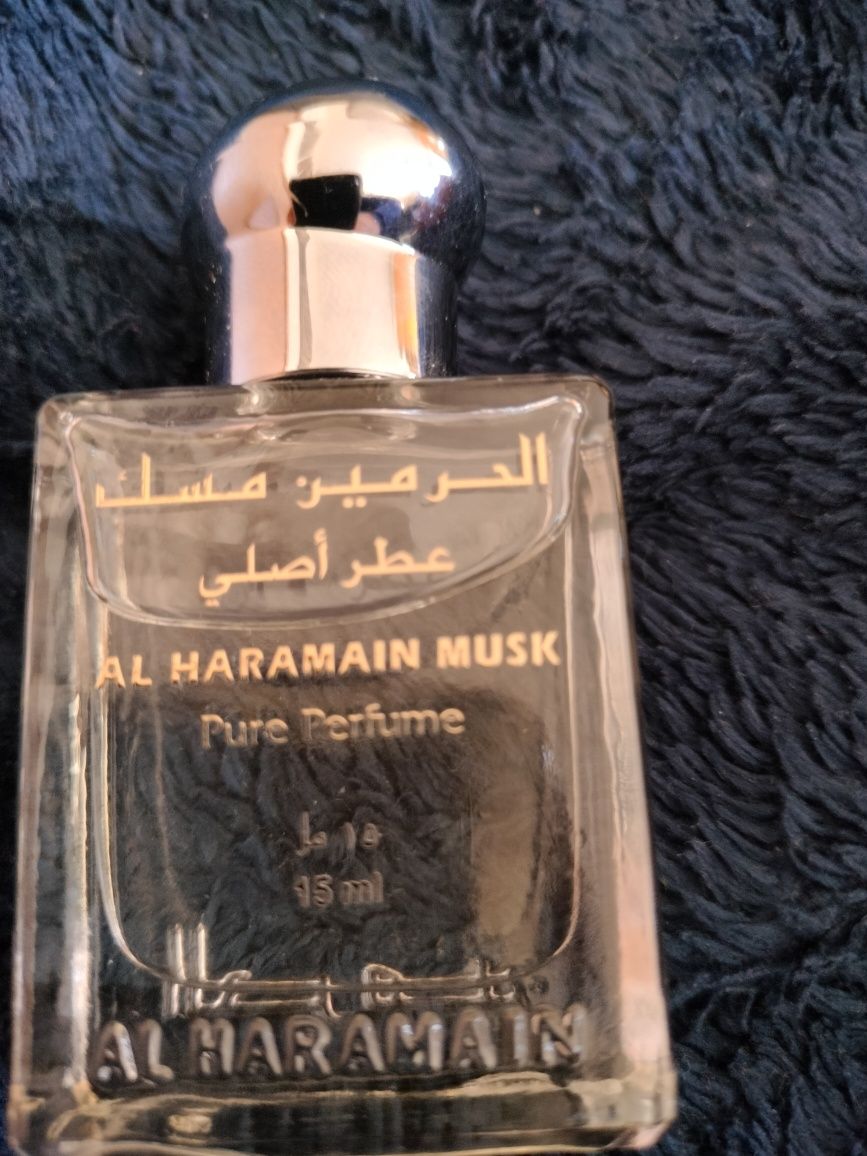 الحرمين مسك
عطر أصلي
AL HARAMAIN MUSK
Pure Perfume
١٥ مل
15 ml
الحرمين
AL HARAMAIN